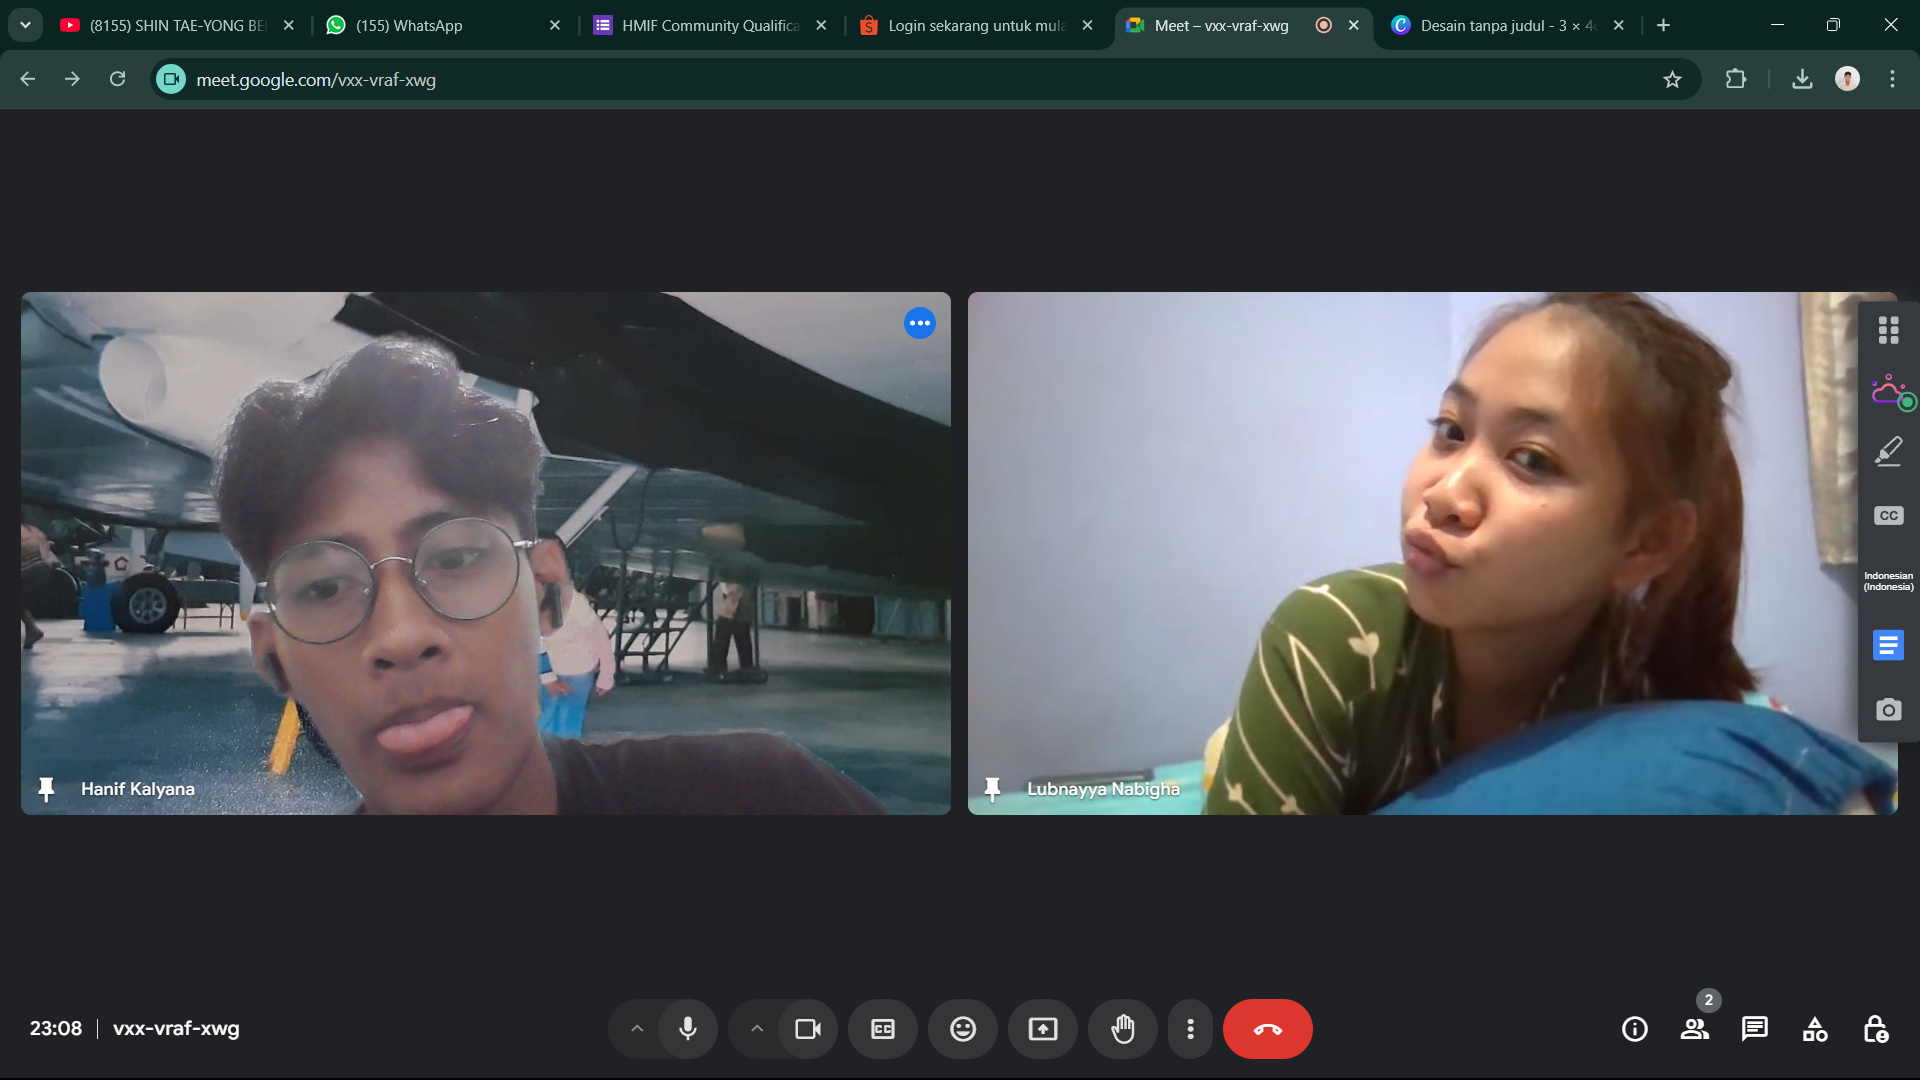 (8155) SHIN TAE-YONG BE
(155) WhatsApp
HMIF Community Qualifica
Login sekarang untuk mula
Meet – vxx-vraf-xwg
Desain tanpa judul - 3 × 4
meet.google.com/vxx-vraf-xwg
CC
Indonesian
(Indonesia)
Hanif Kalyana
Lubnayya Nabigha
2
23:08 | vxx-vraf-xwg
CC